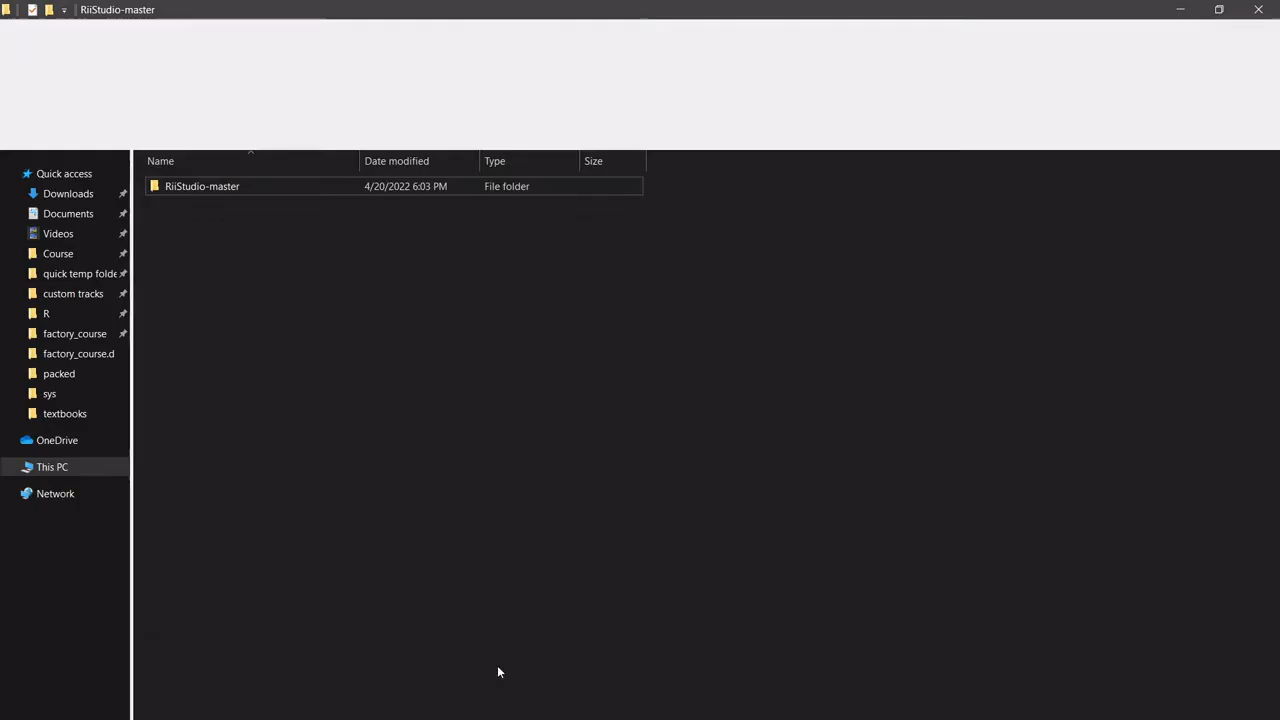 RiiStudio-master
Name Date modified Type Size
RiiStudio-master 4/20/2022 6:03 PM File folder
Quick access
Downloads
Documents
Videos
Course
quick temp folde
custom tracks
R
factory_course
factory_course.d
packed
sys
textbooks
OneDrive
This PC
Network